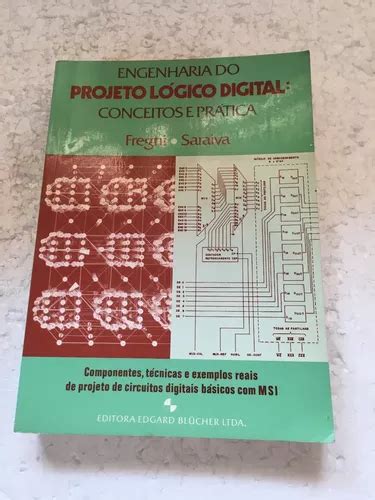 ENGENHARIA DO
PROJETO LÓGICO DIGITAL:
CONCEITOS E PRÁTICA
Fregni • Saraiva
Componentes, técnicas e exemplos reais
de projeto de circuitos digitais básicos com MSI
EDITORA EDGARD BLÜCHER LTDA.